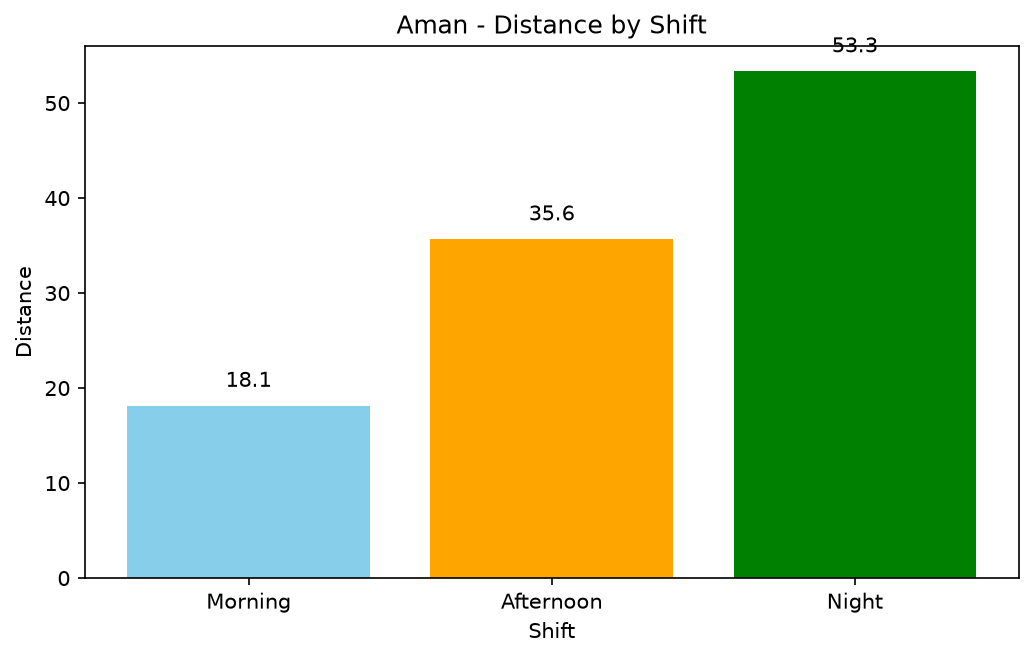 Aman - Distance by Shift
53.3
50
40
35.6
30
Distance
20
18.1
10
0
Morning Afternoon Night
Shift